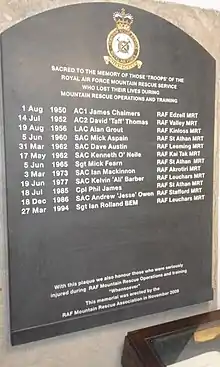 SACRED TO THE MEMORY OF THOSE 'TROOPS' OF THE
ROYAL AIR FORCE MOUNTAIN RESCUE SERVICE
WHO LOST THEIR LIVES DURING
MOUNTAIN RESCUE OPERATIONS AND TRAINING
1 Aug 1950 AC1 James Chalmers RAF Edzell MRT
14 Jul 1952 AC2 David "Taff" Thomas RAF Valley MRT
19 Aug 1956 LAC Alan Grout RAF Kinloss MRT
5 Jun 1960 SAC Mick Aspain RAF St Athan MRT
31 Mar 1962 SAC Dave Austin RAF Leeming MRT
17 May 1962 SAC Kenneth O' Neile RAF Kai Tak MRT
5 Jun 1965 Sgt Mick Fearn RAF St Athan MRT
3 Mar 1973 SAC Ian Mackinnon RAF Akrotiri MRT
19 Jun 1977 SAC Kelvin 'Ali' Barber RAF Leuchars MRT
18 Jul 1985 Cpl Phil James RAF St Athan MRT
18 Dec 1986 SAC Andrew 'Jesse' Owen RAF Stafford MRT
27 Mar 1994 Sgt Ian Rolland BEM RAF Leuchars MRT
With this plaque we also honour those who were seriously
injured during RAF Mountain Rescue Operations and training
"Whensoever"
This memorial was erected by the
RAF Mountain Rescue Association in November 2008